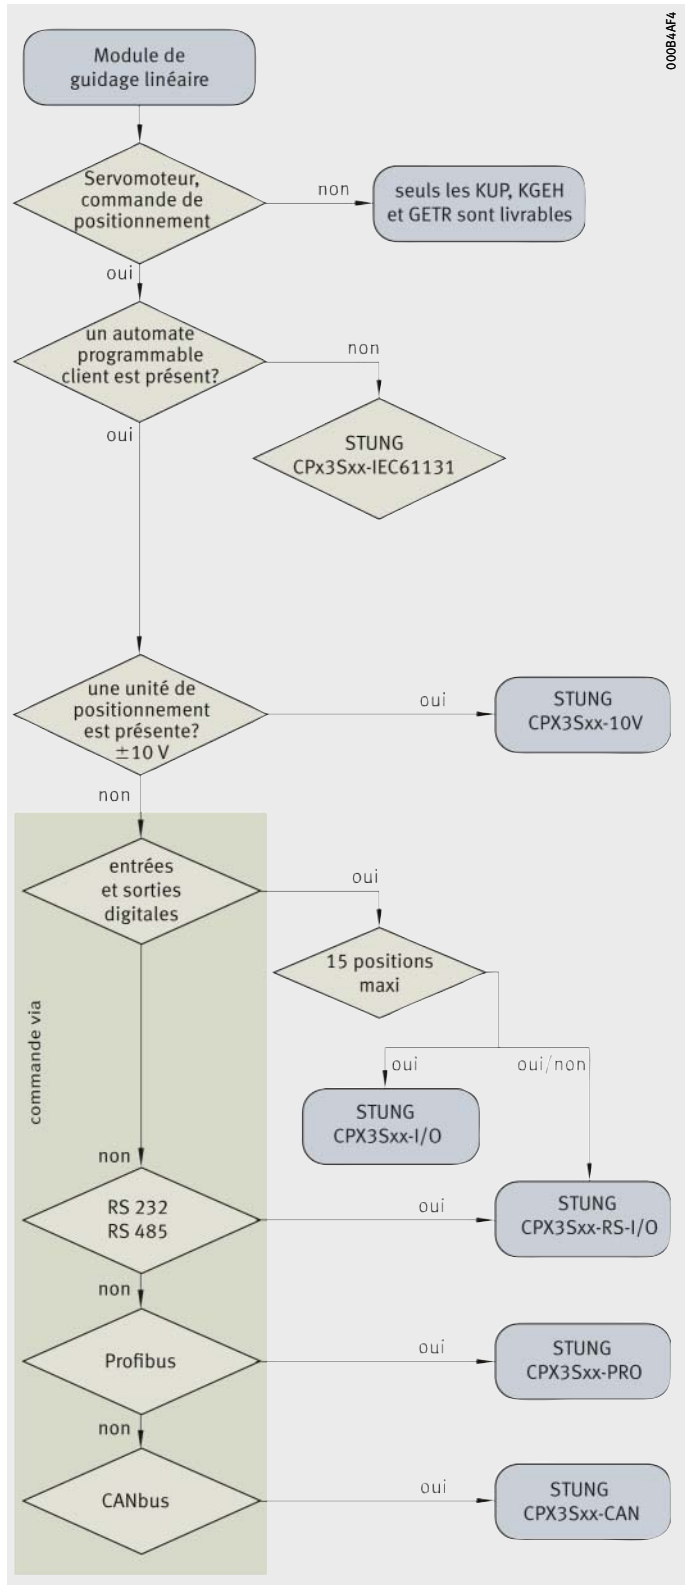 000B4AF4
Module de
guidage linéaire
Servomoteur,
commande de
positionnement
non
seuls les KUP, KGEH
et GETR sont livrables
oui
un automate
programmable
client est présent?
non
STUNG
CPx3Sxx-IEC61131
oui
une unité de
positionnement
est présente?
±10 V
oui
STUNG
CPX3Sxx-10V
non
entrées
et sorties
digitales
oui
15 positions
maxi
commande via
oui
oui/non
STUNG
CPX3Sxx-I/O
non
RS 232
RS 485
oui
STUNG
CPX3Sxx-RS-I/O
non
Profibus
oui
STUNG
CPX3Sxx-PRO
non
CANbus
oui
STUNG
CPX3Sxx-CAN